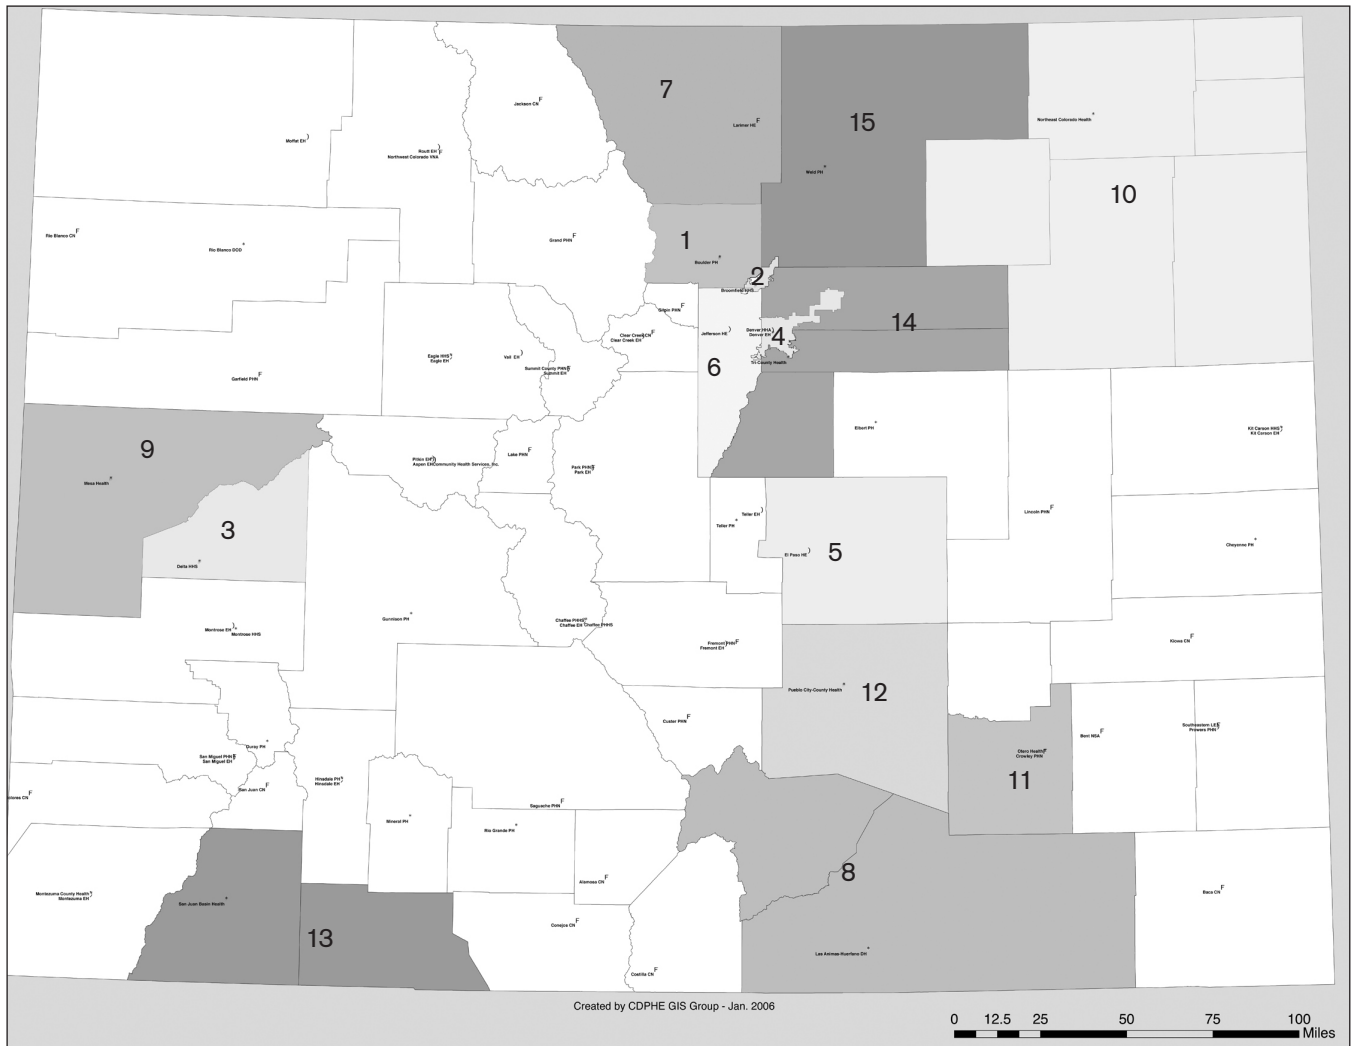 7
15
10
1
2
14
4
6
9
3
5
12
11
8
13
Jackson CN F
Larimer HE F
Northeast Colorado Health *
Moffat EH )
Routt EH )
Northwest Colorado VNA F
Weld PH *
Rio Blanco CN F
Rio Blanco DOD *
Grand PHN F
Boulder PH *
Broomfield HHS
Gilpin PHN F
Clear Creek CN F
Clear Creek EH )
Jefferson HE )
Denver HHA
Denver EH )
Tri County Health
Eagle HHS
Eagle EH )
Vail EH )
Summit County PHN F
Summit EH
Garfield PHN F
Elbert PH *
Kit Carson HHS
Kit Carson EH )
Mesa Health *
Pitkin EH )
Aspen EH Community Health Services, Inc.
Lake PHN F
Park PHN F
Park EH )
Lincoln PHN F
Teller EH )
Teller PH *
Delta HHS *
El Paso HE )
Cheyenne PH *
Gunnison PH *
Chaffee PHHS
Chaffee EH Chaffee PHHS
Montrose EH )
Montrose HHS
Fremont PHN F
Fremont EH )
Kiowa CN F
Pueblo City-County Health *
Custer PHN F
Southeastern LE
Prowers PHN F
Bent NSA F
Otero Health
Crowley PHN
Ouray PH *
San Miguel PHN F
San Miguel EH
San Juan CN F
Hinsdale PH
Hinsdale EH )
Saguache PHN F
Mineral PH *
Rio Grande PH *
Alamosa CN F
Montezuma County Health
Montezuma EH )
San Juan Basin Health *
Baca CN F
Conejos CN F
Costilla CN F
Las Animas-Huerfano DH *
Created by CDPHE GIS Group - Jan. 2006
0 12.5 25 50 75 100
Miles